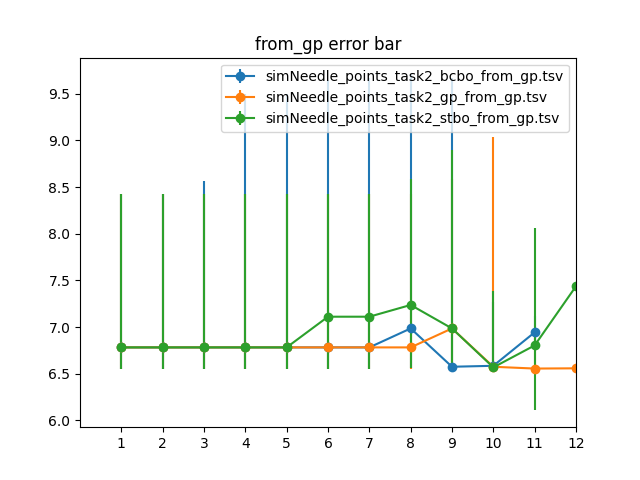 from_gp error bar
simNeedle_points_task2_bcbo_from_gp.tsv
simNeedle_points_task2_gp_from_gp.tsv
simNeedle_points_task2_stbo_from_gp.tsv
9.5
9.0
8.5
8.0
7.5
7.0
6.5
6.0
1 2 3 4 5 6 7 8 9 10 11 12